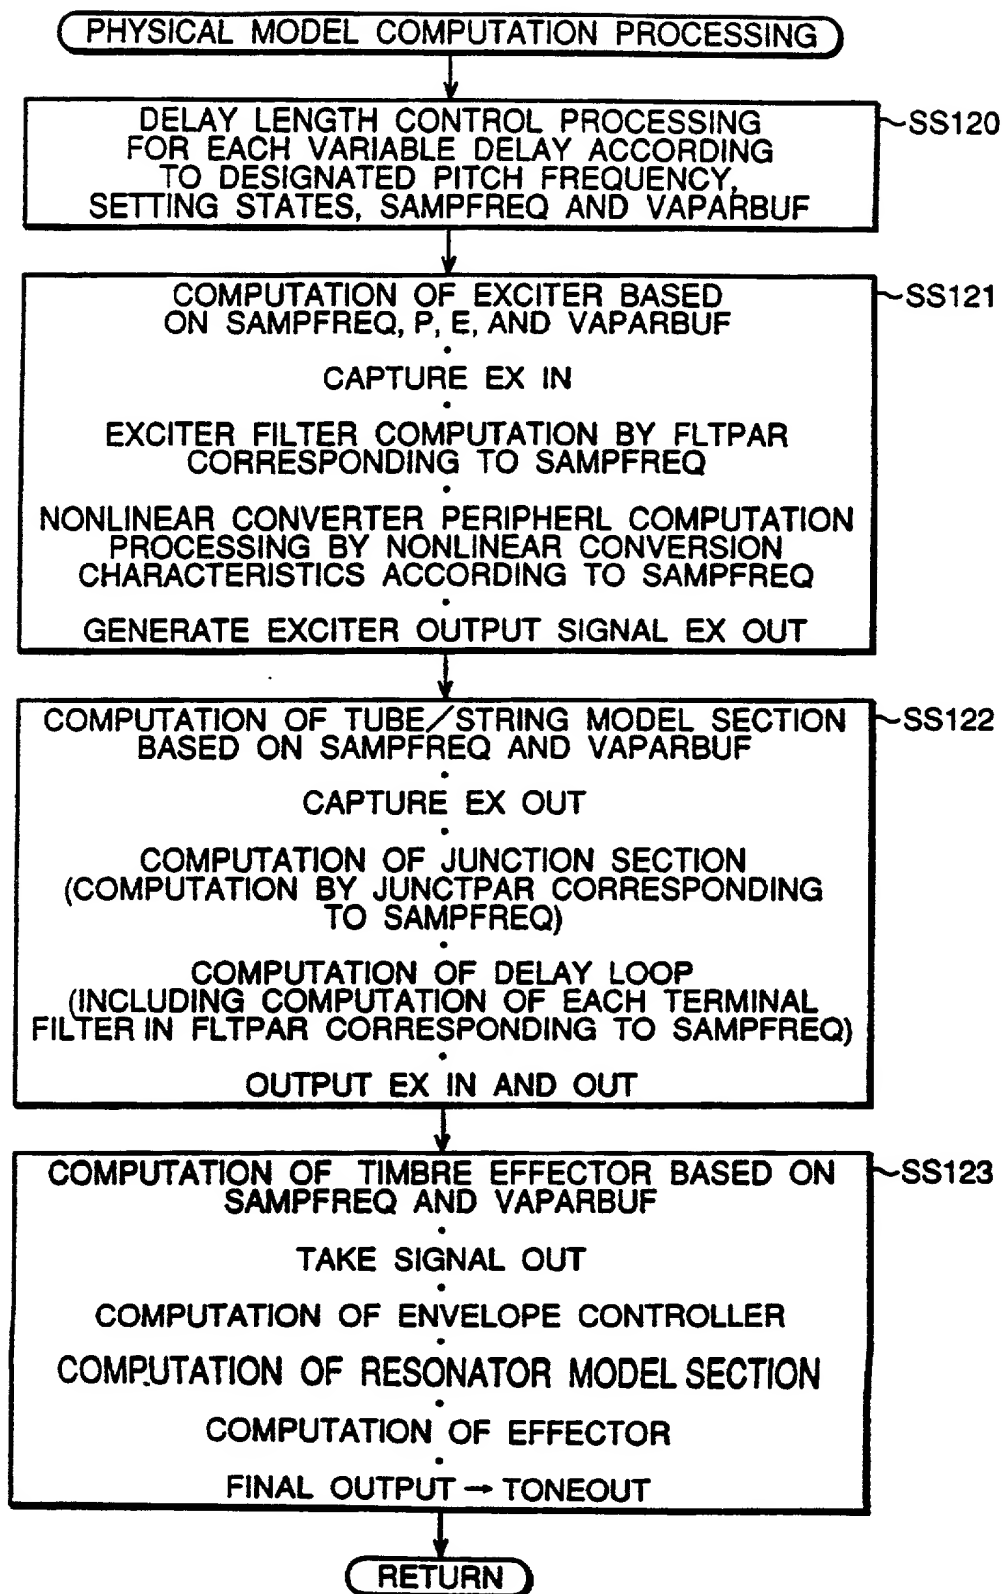 PHYSICAL MODEL COMPUTATION PROCESSING
DELAY LENGTH CONTROL PROCESSING
FOR EACH VARIABLE DELAY ACCORDING
TO DESIGNATED PITCH FREQUENCY,
SETTING STATES, SAMPFREQ AND VAPARBUF
SS120
COMPUTATION OF EXCITER BASED
ON SAMPFREQ, P, E, AND VAPARBUF
SS121
CAPTURE EX IN
EXCITER FILTER COMPUTATION BY FLTPAR
CORRESPONDING TO SAMPFREQ
NONLINEAR CONVERTER PERIPHERL COMPUTATION
PROCESSING BY NONLINEAR CONVERSION
CHARACTERISTICS ACCORDING TO SAMPFREQ
GENERATE EXCITER OUTPUT SIGNAL EX OUT
COMPUTATION OF TUBE/STRING MODEL SECTION
BASED ON SAMPFREQ AND VAPARBUF
SS122
CAPTURE EX OUT
COMPUTATION OF JUNCTION SECTION
(COMPUTATION BY JUNCTPAR CORRESPONDING
TO SAMPFREQ)
COMPUTATION OF DELAY LOOP
(INCLUDING COMPUTATION OF EACH TERMINAL
FILTER IN FLTPAR CORRESPONDING TO SAMPFREQ)
OUTPUT EX IN AND OUT
COMPUTATION OF TIMBRE EFFECTOR BASED ON
SAMPFREQ AND VAPARBUF
SS123
TAKE SIGNAL OUT
COMPUTATION OF ENVELOPE CONTROLLER
COMPUTATION OF RESONATOR MODEL SECTION
COMPUTATION OF EFFECTOR
FINAL OUTPUT → TONEOUT
RETURN